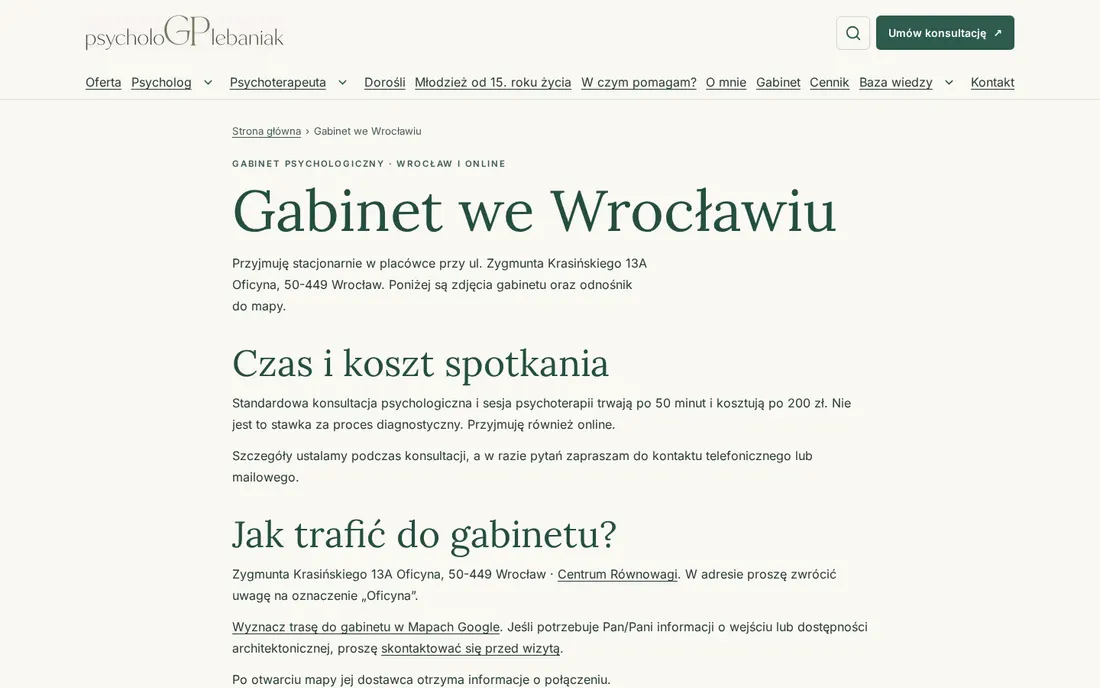 psycholoGPlebaniak
Umów konsultację ↗
Oferta Psycholog Psychoterapeuta Dorośli Młodzież od 15. roku życia W czym pomagam? O mnie Gabinet Cennik Baza wiedzy Kontakt
Strona główna › Gabinet we Wrocławiu
GABINET PSYCHOLOGICZNY · WROCŁAW I ONLINE
Gabinet we Wrocławiu
Przyjmuję stacjonarnie w placówce przy ul. Zygmunta Krasińskiego 13A
Oficyna, 50-449 Wrocław. Poniżej są zdjęcia gabinetu oraz odnośnik
do mapy.
Czas i koszt spotkania
Standardowa konsultacja psychologiczna i sesja psychoterapii trwają po 50 minut i kosztują po 200 zł. Nie
jest to stawka za proces diagnostyczny. Przyjmuję również online.
Szczegóły ustalamy podczas konsultacji, a w razie pytań zapraszam do kontaktu telefonicznego lub
mailowego.
Jak trafić do gabinetu?
Zygmunta Krasińskiego 13A Oficyna, 50-449 Wrocław · Centrum Równowagi. W adresie proszę zwrócić
uwagę na oznaczenie „Oficyna”.
Wyznacz trasę do gabinetu w Mapach Google. Jeśli potrzebuje Pan/Pani informacji o wejściu lub dostępności
architektonicznej, proszę skontaktować się przed wizytą.
Po otwarciu mapy jej dostawca otrzyma informacje o połączeniu.